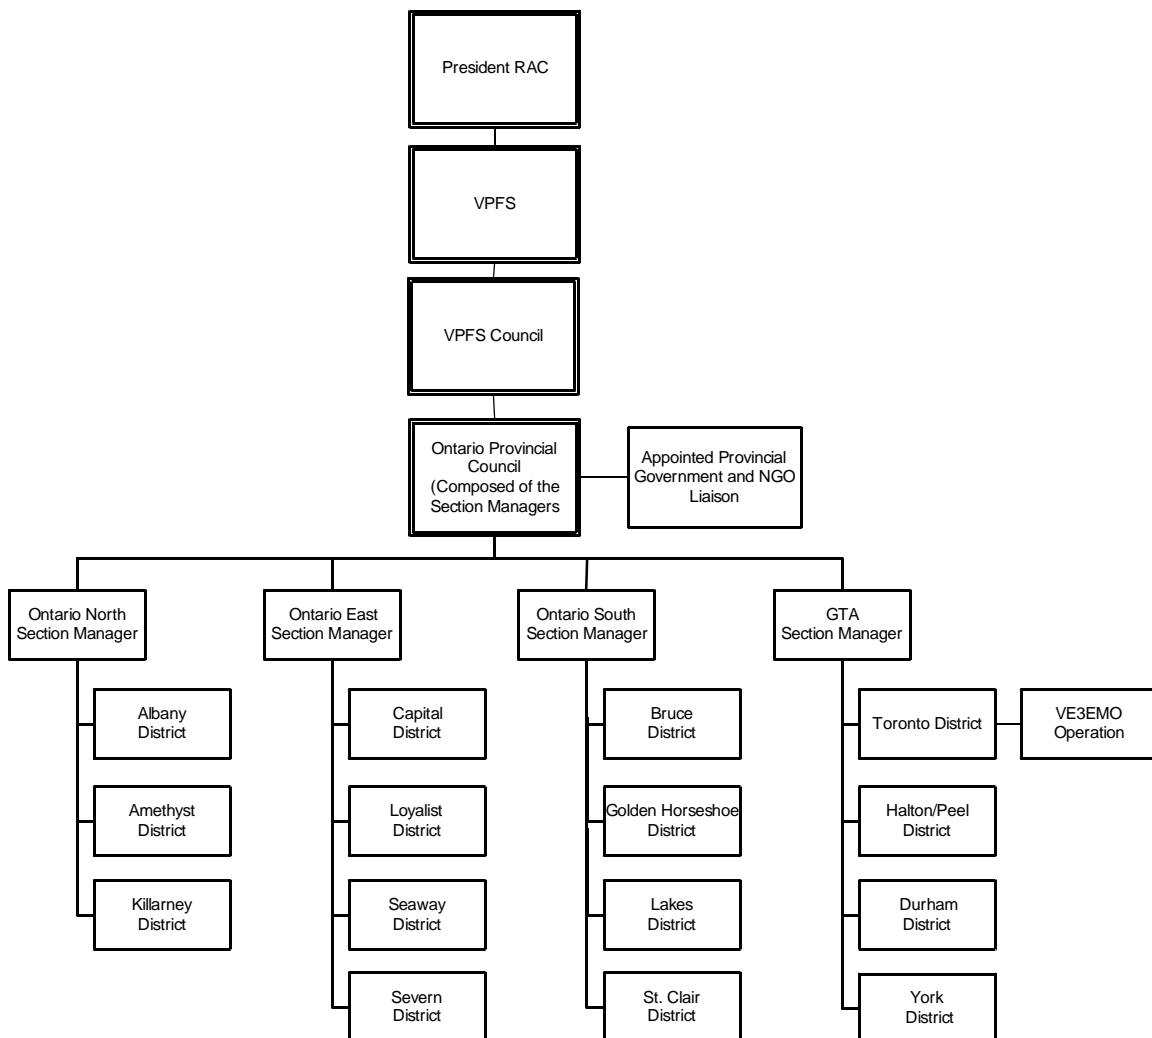 President RAC
VPFS
VPFS Council
Ontario Provincial
Council
(Composed of the
Section Managers
Appointed Provincial
Government and NGO
Liaison
Ontario North
Section Manager
Ontario East
Section Manager
Ontario South
Section Manager
GTA
Section Manager
Albany
District
Amethyst
District
Killarney
District
Capital
District
Loyalist
District
Seaway
District
Severn
District
Bruce
District
Golden Horseshoe
District
Lakes
District
St. Clair
District
Toronto District
VE3EMO
Operation
Halton/Peel
District
Durham
District
York
District